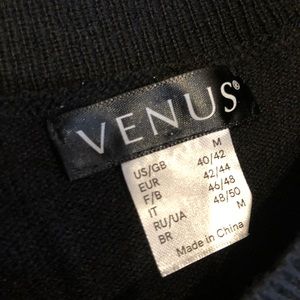 VENUS®
M
US/GB 40/42
EUR 42/44
F/B 46/48
IT 48/50
RU/UA M
BR
Made in China